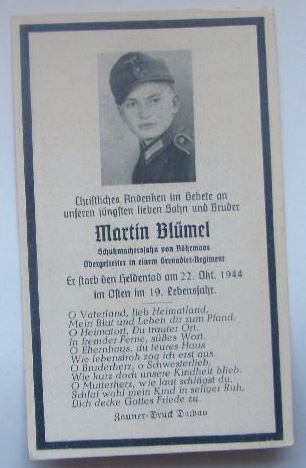 Christliches Andenken im Gebete an
unseren jüngsten lieben Sohn und Bruder
Martin Blümel
Schuhmacherssohn von Röhrmoos
Obergefreiter in einem Grenadier-Regiment
Er starb den Heldentod am 22. Okt. 1944
im Osten im 19. Lebensjahr.
O Vaterland, lieb Heimatland,
Mein Blut und Leben dir zum Pfand.
O Heimatort, Du trauter Ort.
In fremder Ferne, süßes Wort.
O Elternhaus, du teures Haus
Wie lebensfroh zog ich erst aus.
O Bruderherz, o Schwesterlieb.
Wie kurz doch unsere Kindheit blieb.
O Mutterherz, wie laut schlägst du.
Schlaf wohl mein Kind in seliger Ruh,
Dich decke Gottes Friede zu.
Zauner-Druck Dachau